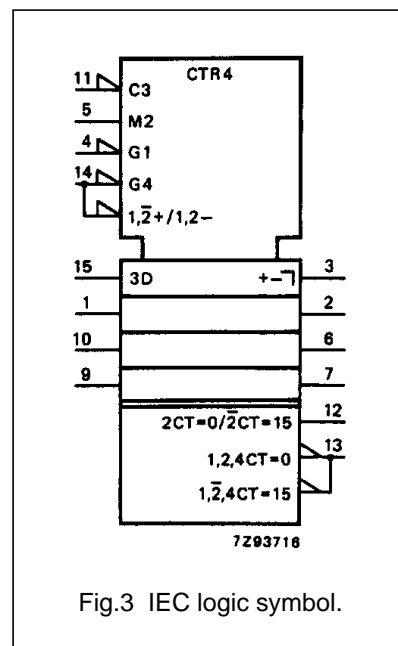 CTR4
11 C3
5 M2
4 G1
14 G4
1,2̅+/1,2−
15 3D +− 3
1 2
10 6
9 7
2CT=0/2̅CT=15 12
1,2,4CT=0 13
1,2̅,4CT=15
7Z93716
Fig.3 IEC logic symbol.